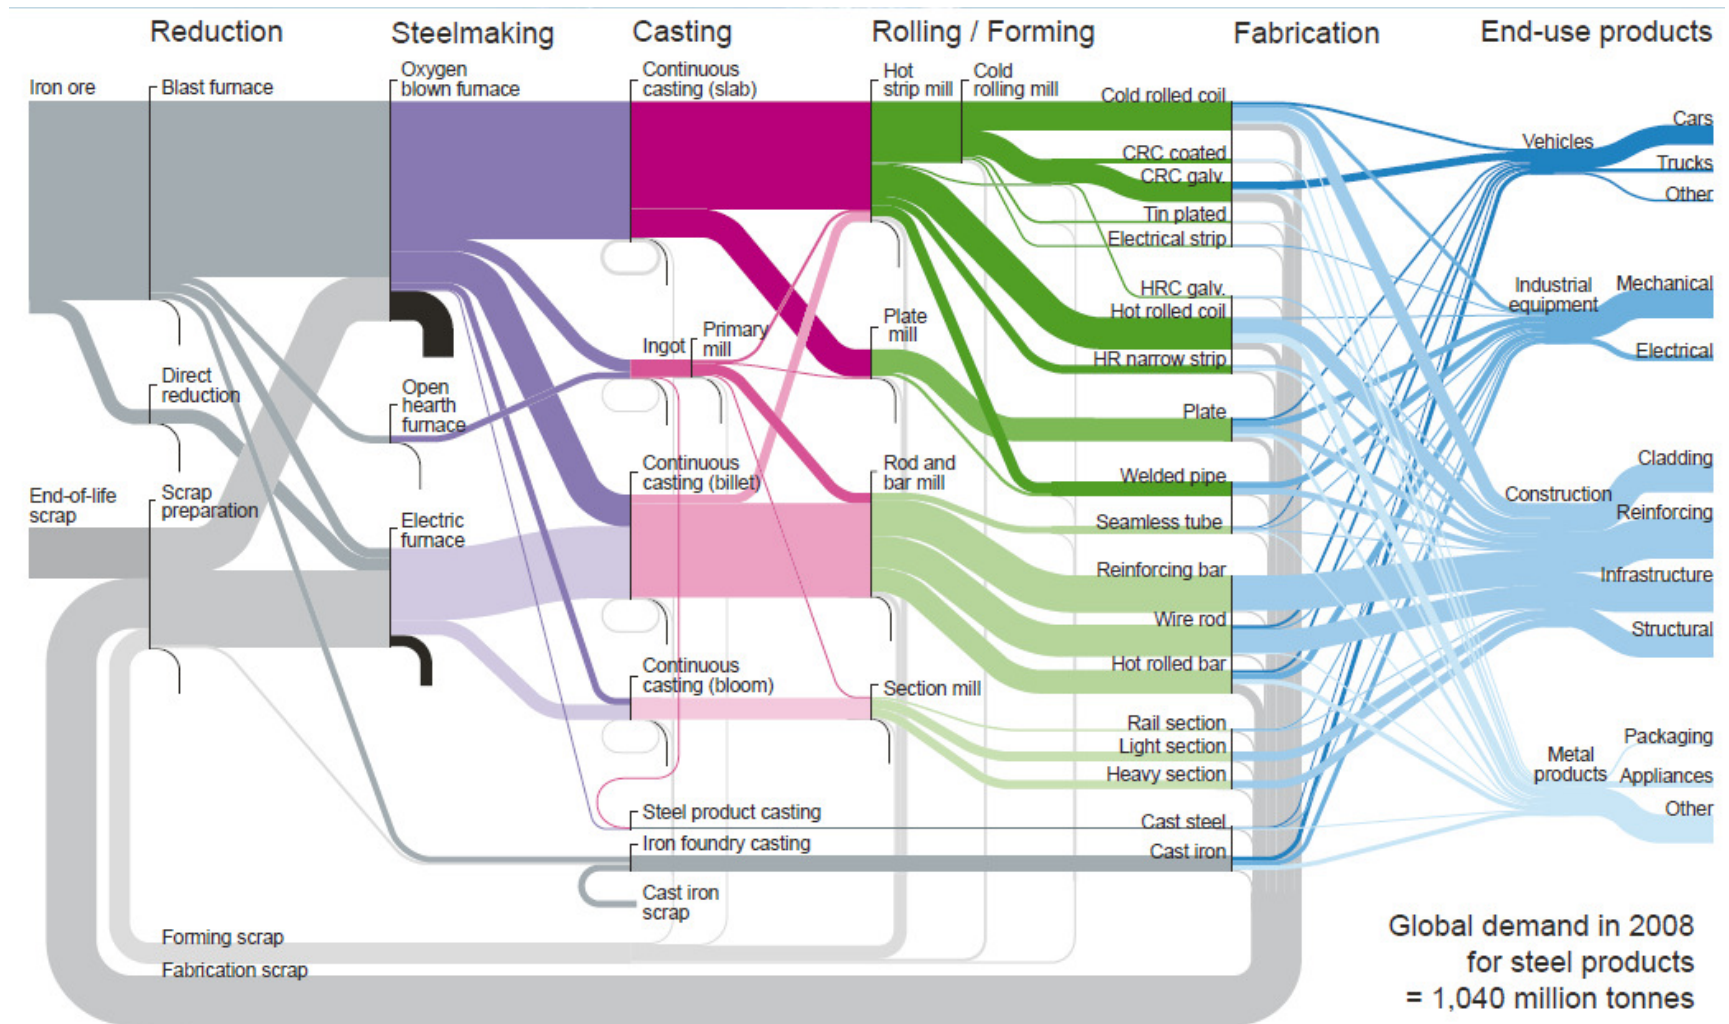 Reduction
Steelmaking
Casting
Rolling / Forming
Fabrication
End-use products
Iron ore
Blast furnace
Oxygen
blown furnace
Continuous
casting (slab)
Hot
strip mill
Cold
rolling mill
Cold rolled coil
CRC coated
CRC galv.
Tin plated
Electrical strip
HRC galv.
Hot rolled coil
HR narrow strip
Plate
Welded pipe
Seamless tube
Reinforcing bar
Wire rod
Hot rolled bar
Rail section
Light section
Heavy section
Cast steel
Cast iron
Direct
reduction
Open
hearth
furnace
Ingot
Primary
mill
Plate
mill
End-of-life
scrap
Scrap
preparation
Electric
furnace
Continuous
casting (billet)
Rod and
bar mill
Continuous
casting (bloom)
Section mill
Steel product casting
Iron foundry casting
Cast iron
scrap
Forming scrap
Fabrication scrap
Vehicles
Cars
Trucks
Other
Industrial
equipment
Mechanical
Electrical
Construction
Cladding
Reinforcing
Infrastructure
Structural
Metal
products
Packaging
Appliances
Other
Global demand in 2008
for steel products
= 1,040 million tonnes